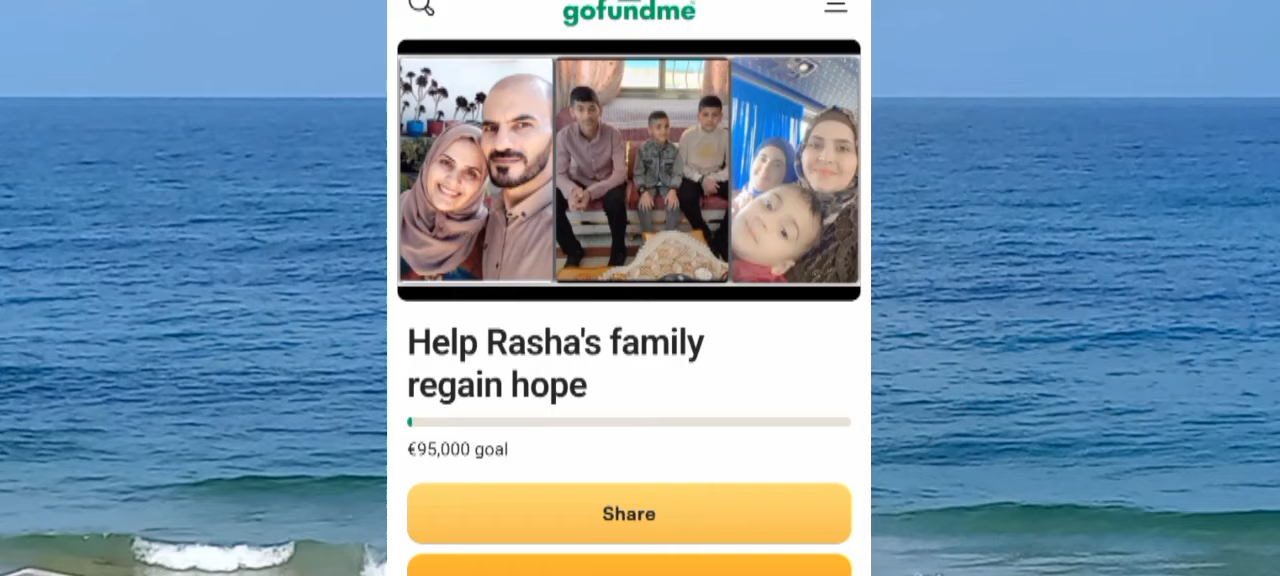 gofundme
Help Rasha's family
regain hope
€95,000 goal
Share